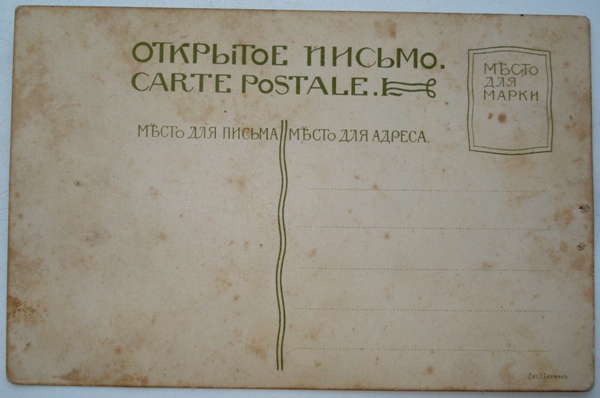 ОТКРЫТОЕ ПИСЬМО.
CARTE POSTALE.
МѢСТО
ДЛЯ
МАРКИ
МѢСТО ДЛЯ ПИСЬМА
МѢСТО ДЛЯ АДРЕСА.